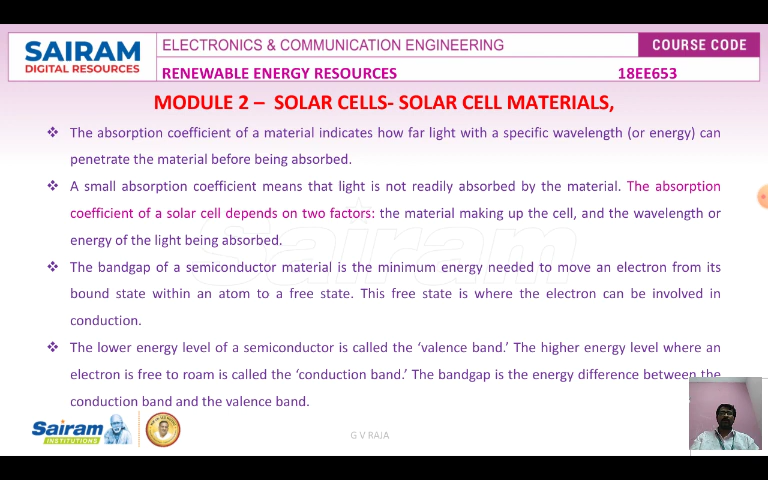 SAIRAM
DIGITAL RESOURCES
ELECTRONICS & COMMUNICATION ENGINEERING
COURSE CODE
RENEWABLE ENERGY RESOURCES
18EE653
MODULE 2 – SOLAR CELLS- SOLAR CELL MATERIALS,
❖ The absorption coefficient of a material indicates how far light with a specific wavelength (or energy) can
penetrate the material before being absorbed.
❖ A small absorption coefficient means that light is not readily absorbed by the material. The absorption
coefficient of a solar cell depends on two factors: the material making up the cell, and the wavelength or
energy of the light being absorbed.
❖ The bandgap of a semiconductor material is the minimum energy needed to move an electron from its
bound state within an atom to a free state. This free state is where the electron can be involved in
conduction.
❖ The lower energy level of a semiconductor is called the ‘valence band.’ The higher energy level where an
electron is free to roam is called the ‘conduction band.’ The bandgap is the energy difference between the
conduction band and the valence band.
Sairam
Sairam
INSTITUTIONS
G V RAJA